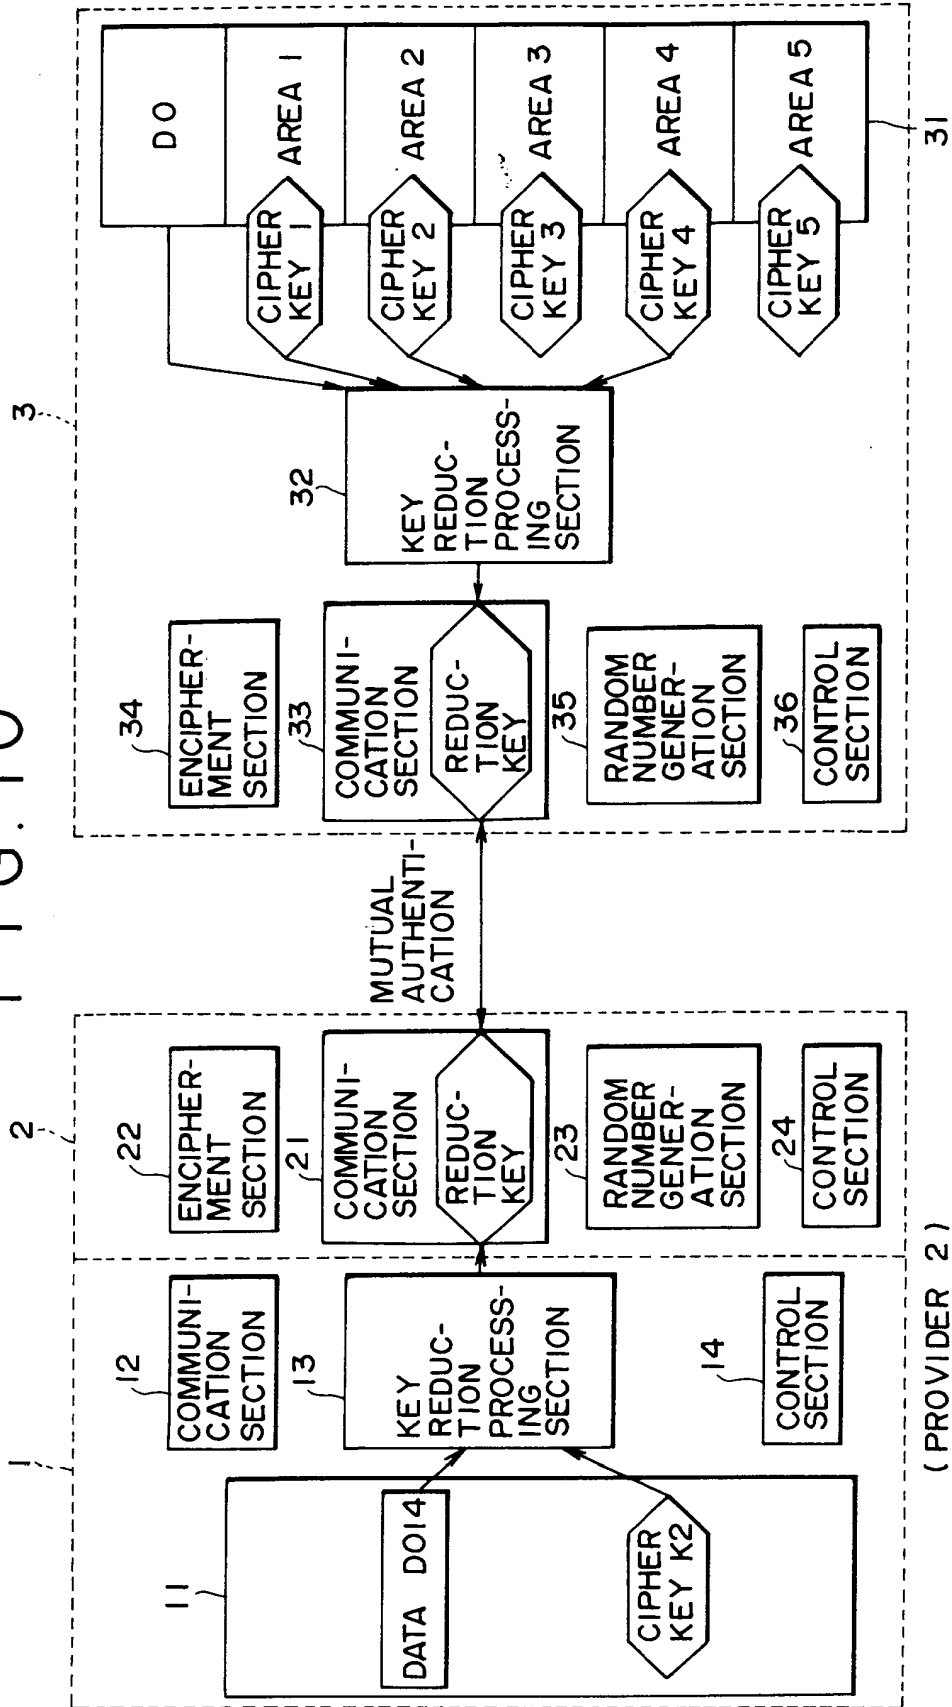 FIG. 10
1
2
3
11
DATA D014
CIPHER
KEY K2
12
COMMUNI-
CATION
SECTION
13
KEY
REDUC-
TION
PROCESS-
ING
SECTION
14
CONTROL
SECTION
(PROVIDER 2)
22
ENCIPHER-
MENT
SECTION
21
COMMUNI-
CATION
SECTION
REDUC-
TION
KEY
23
RANDOM
NUMBER
GENER-
ATION
SECTION
24
CONTROL
SECTION
MUTUAL
AUTHENTI-
CATION
34
ENCIPHER-
MENT
SECTION
33
COMMUNI-
CATION
SECTION
REDUC-
TION
KEY
35
RANDOM
NUMBER
GENER-
ATION
SECTION
36
CONTROL
SECTION
32
KEY
REDUC-
TION
PROCESS-
ING
SECTION
D0
CIPHER
KEY 1
AREA 1
CIPHER
KEY 2
AREA 2
CIPHER
KEY 3
AREA 3
CIPHER
KEY 4
AREA 4
CIPHER
KEY 5
AREA 5
31